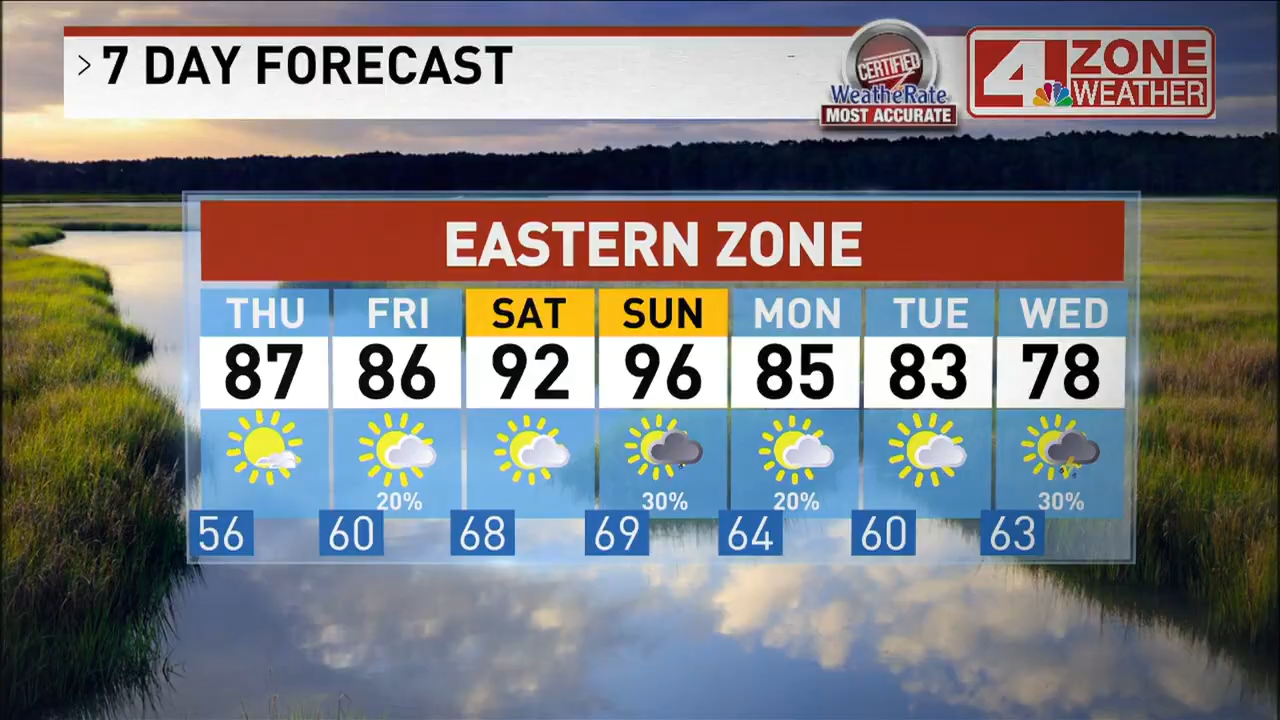 > 7 DAY FORECAST
CERTIFIED
WeatheRate
MOST ACCURATE
4 ZONE
WEATHER
EASTERN ZONE
THU FRI SAT SUN MON TUE WED
87 86 92 96 85 83 78
20% 30% 20% 30%
56 60 68 69 64 60 63